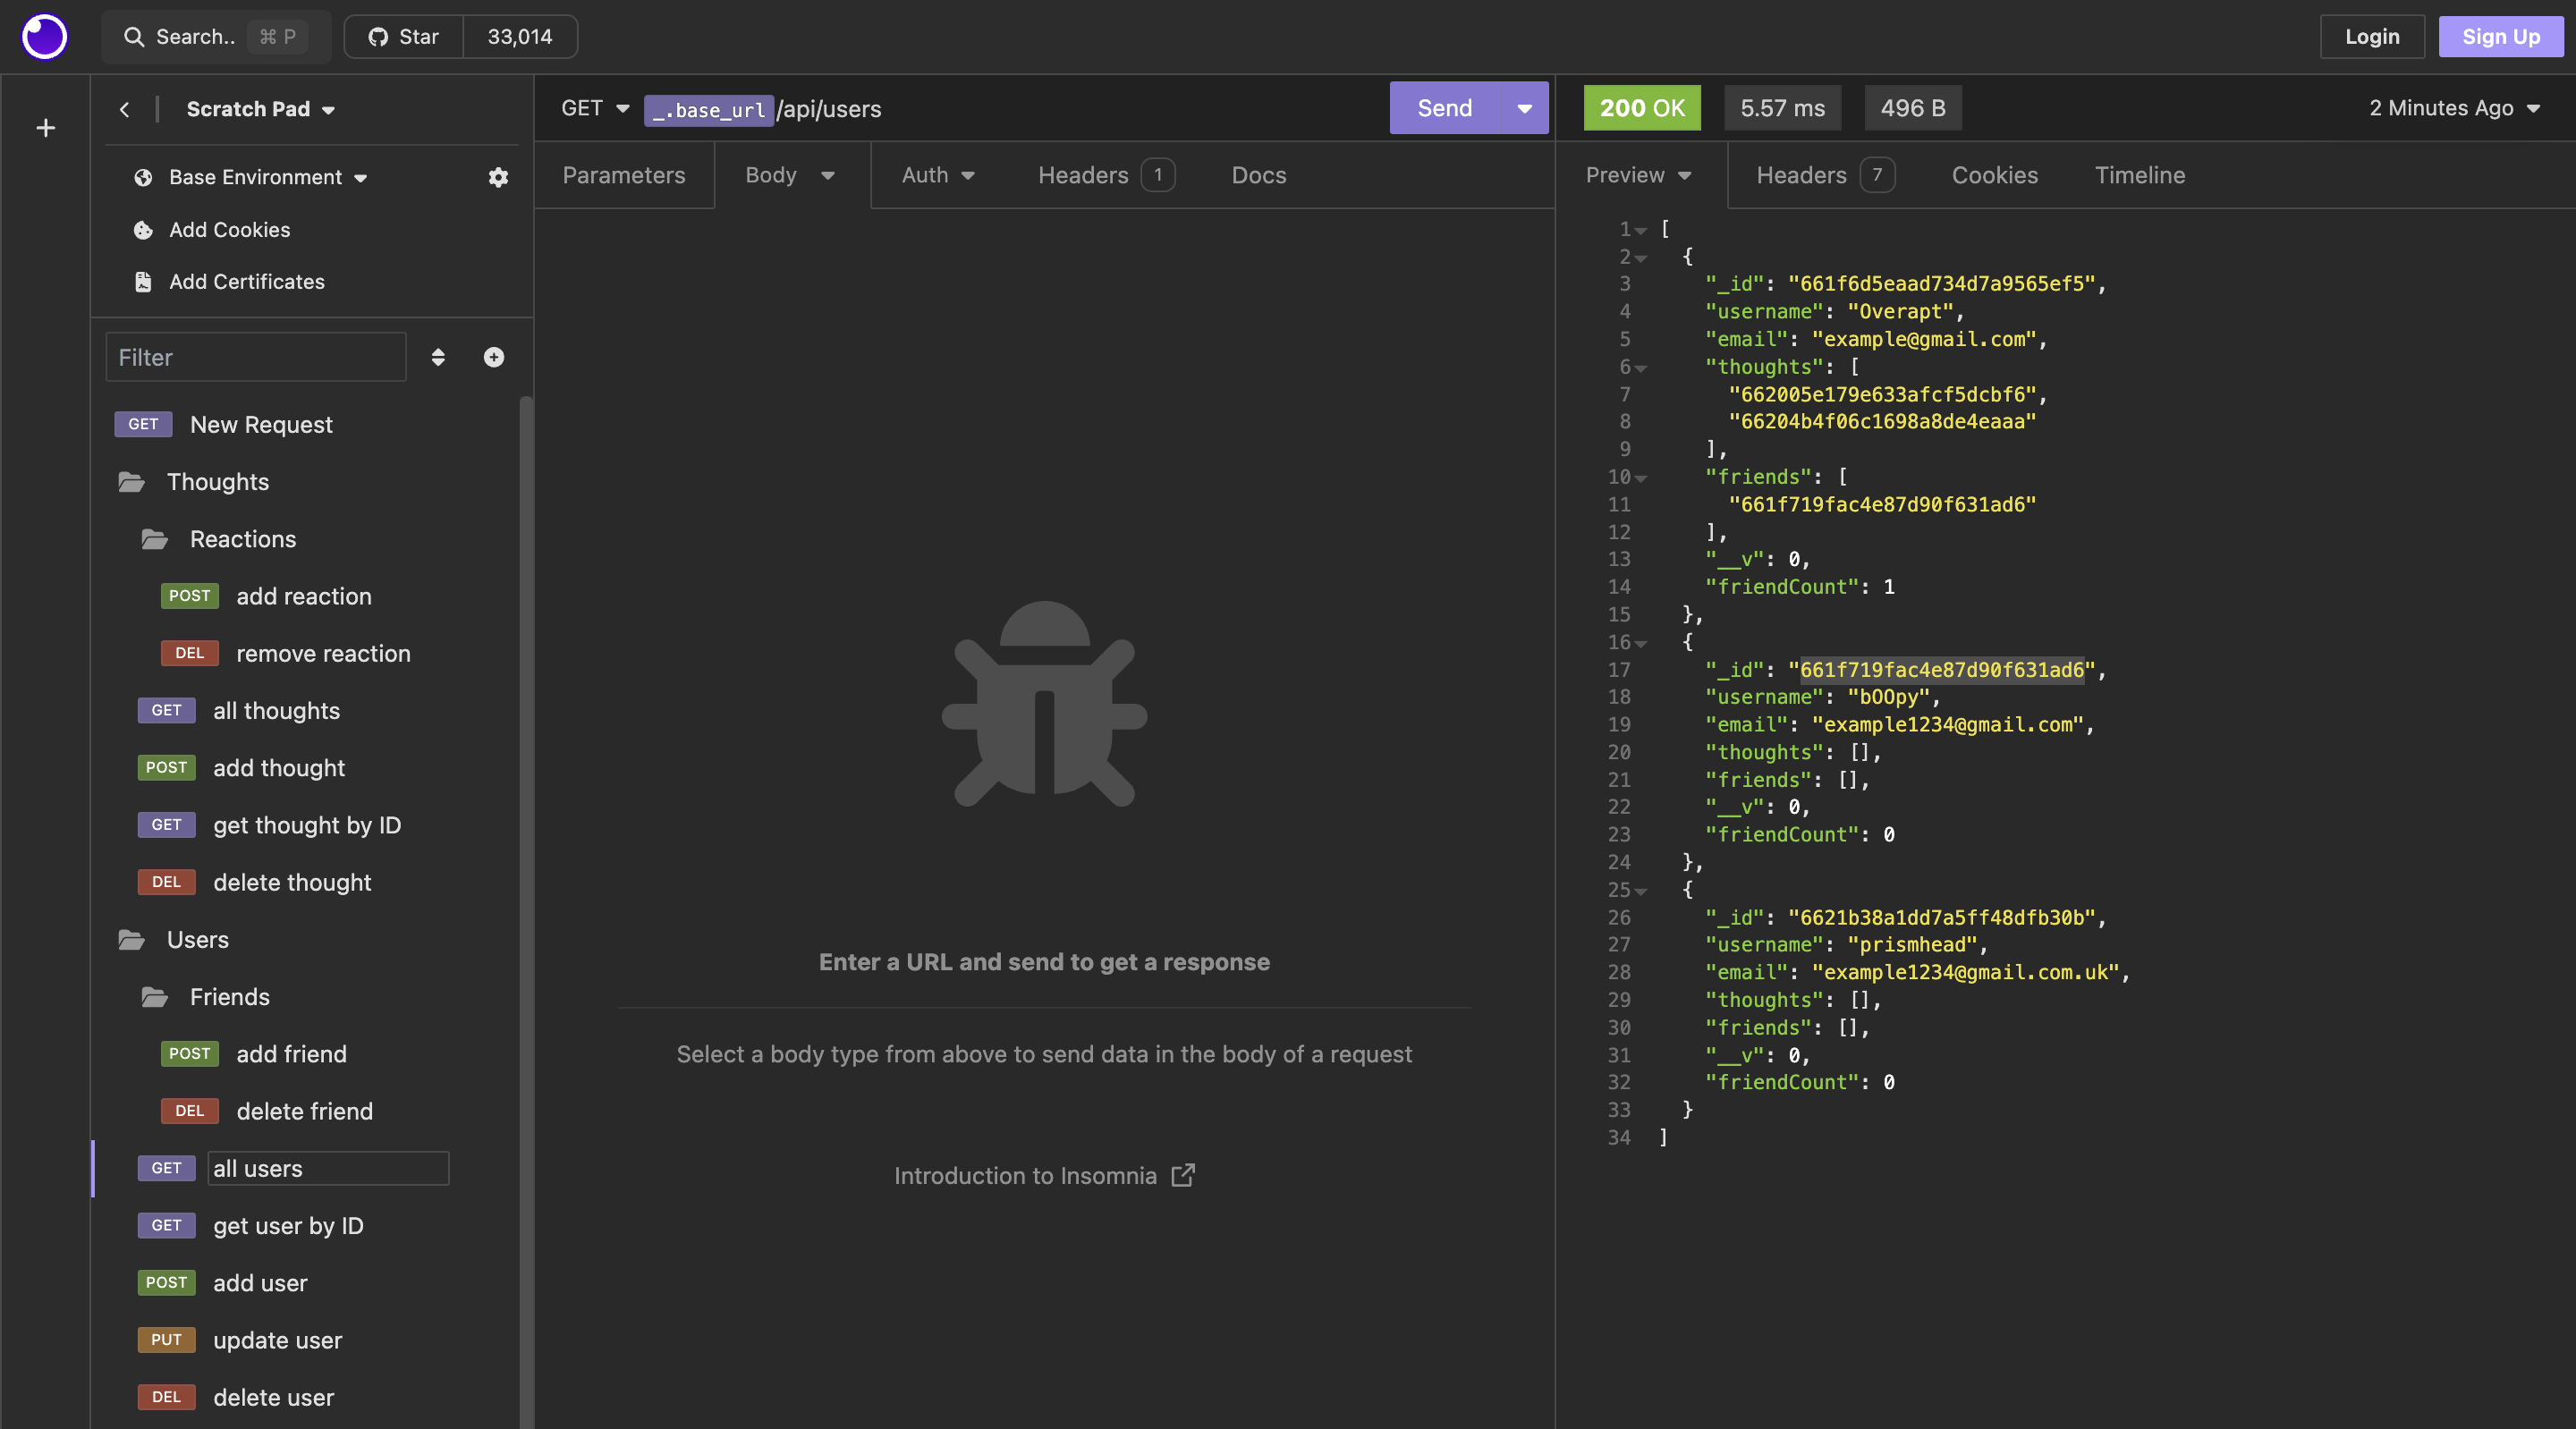 Search.. ⌘ P
Star 33,014
Login
Sign Up
Scratch Pad
Base Environment
Add Cookies
Add Certificates
Filter
GET New Request
Thoughts
Reactions
POST add reaction
DEL remove reaction
GET all thoughts
POST add thought
GET get thought by ID
DEL delete thought
Users
Friends
POST add friend
DEL delete friend
GET all users
GET get user by ID
POST add user
PUT update user
DEL delete user
GET _.base_url/api/users
Send
Parameters Body Auth Headers 1 Docs
Enter a URL and send to get a response
Select a body type from above to send data in the body of a request
Introduction to Insomnia
200 OK 5.57 ms 496 B 2 Minutes Ago
Preview Headers 7 Cookies Timeline
1 [
2 {
3 "_id": "661f6d5eaad734d7a9565ef5",
4 "username": "Overapt",
5 "email": "example@gmail.com",
6 "thoughts": [
7 "662005e179e633afcf5dcbf6",
8 "66204b4f06c1698a8de4eaaa"
9 ],
10 "friends": [
11 "661f719fac4e87d90f631ad6"
12 ],
13 "__v": 0,
14 "friendCount": 1
15 },
16 {
17 "_id": "661f719fac4e87d90f631ad6",
18 "username": "bOOpy",
19 "email": "example1234@gmail.com",
20 "thoughts": [],
21 "friends": [],
22 "__v": 0,
23 "friendCount": 0
24 },
25 {
26 "_id": "6621b38a1dd7a5ff48dfb30b",
27 "username": "prismhead",
28 "email": "example1234@gmail.com.uk",
29 "thoughts": [],
30 "friends": [],
31 "__v": 0,
32 "friendCount": 0
33 }
34 ]